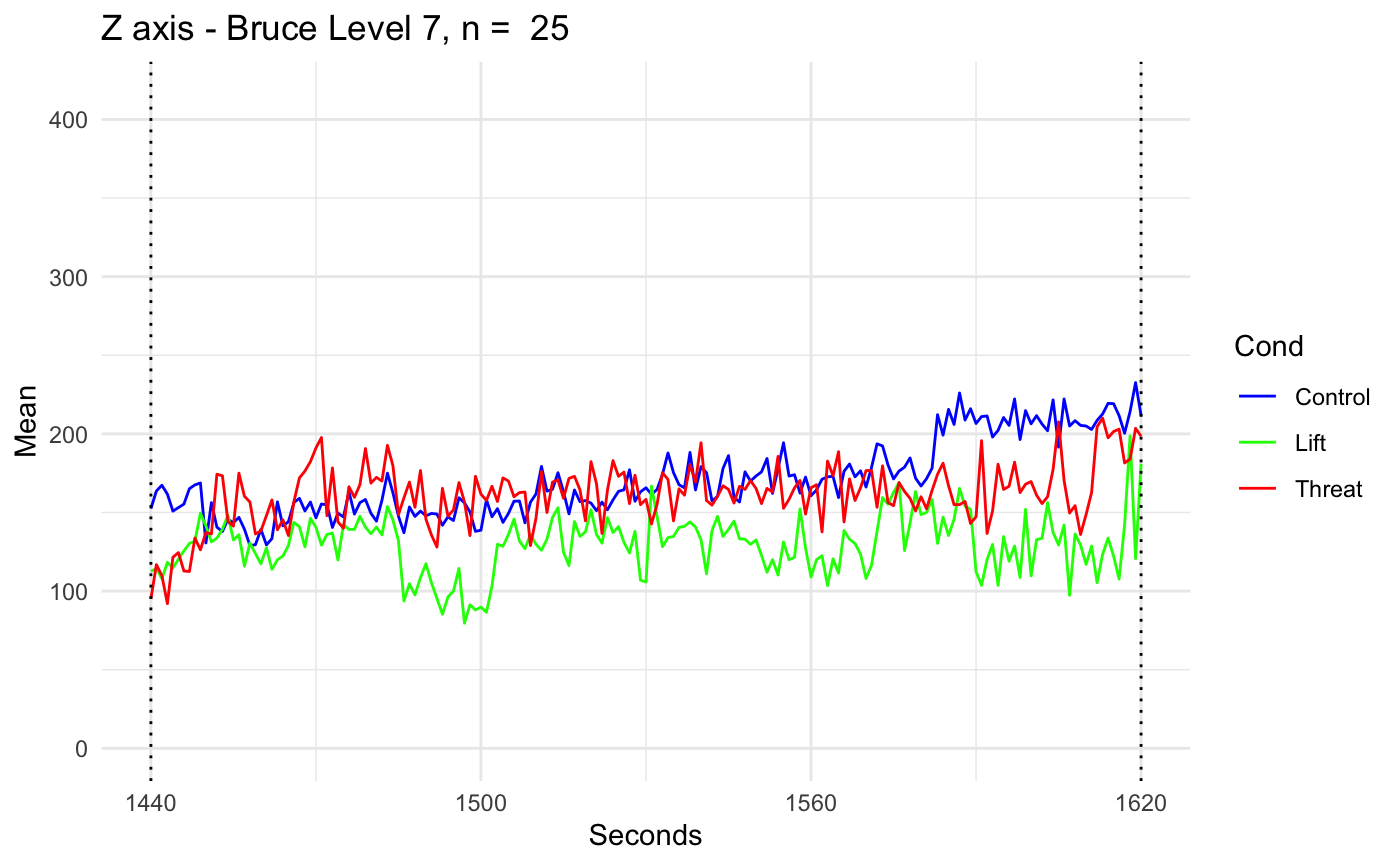 Z axis - Bruce Level 7, n =  25
400
300
200
100
0
Mean
1440
1500
1560
1620
Seconds
Cond
Control
Lift
Threat